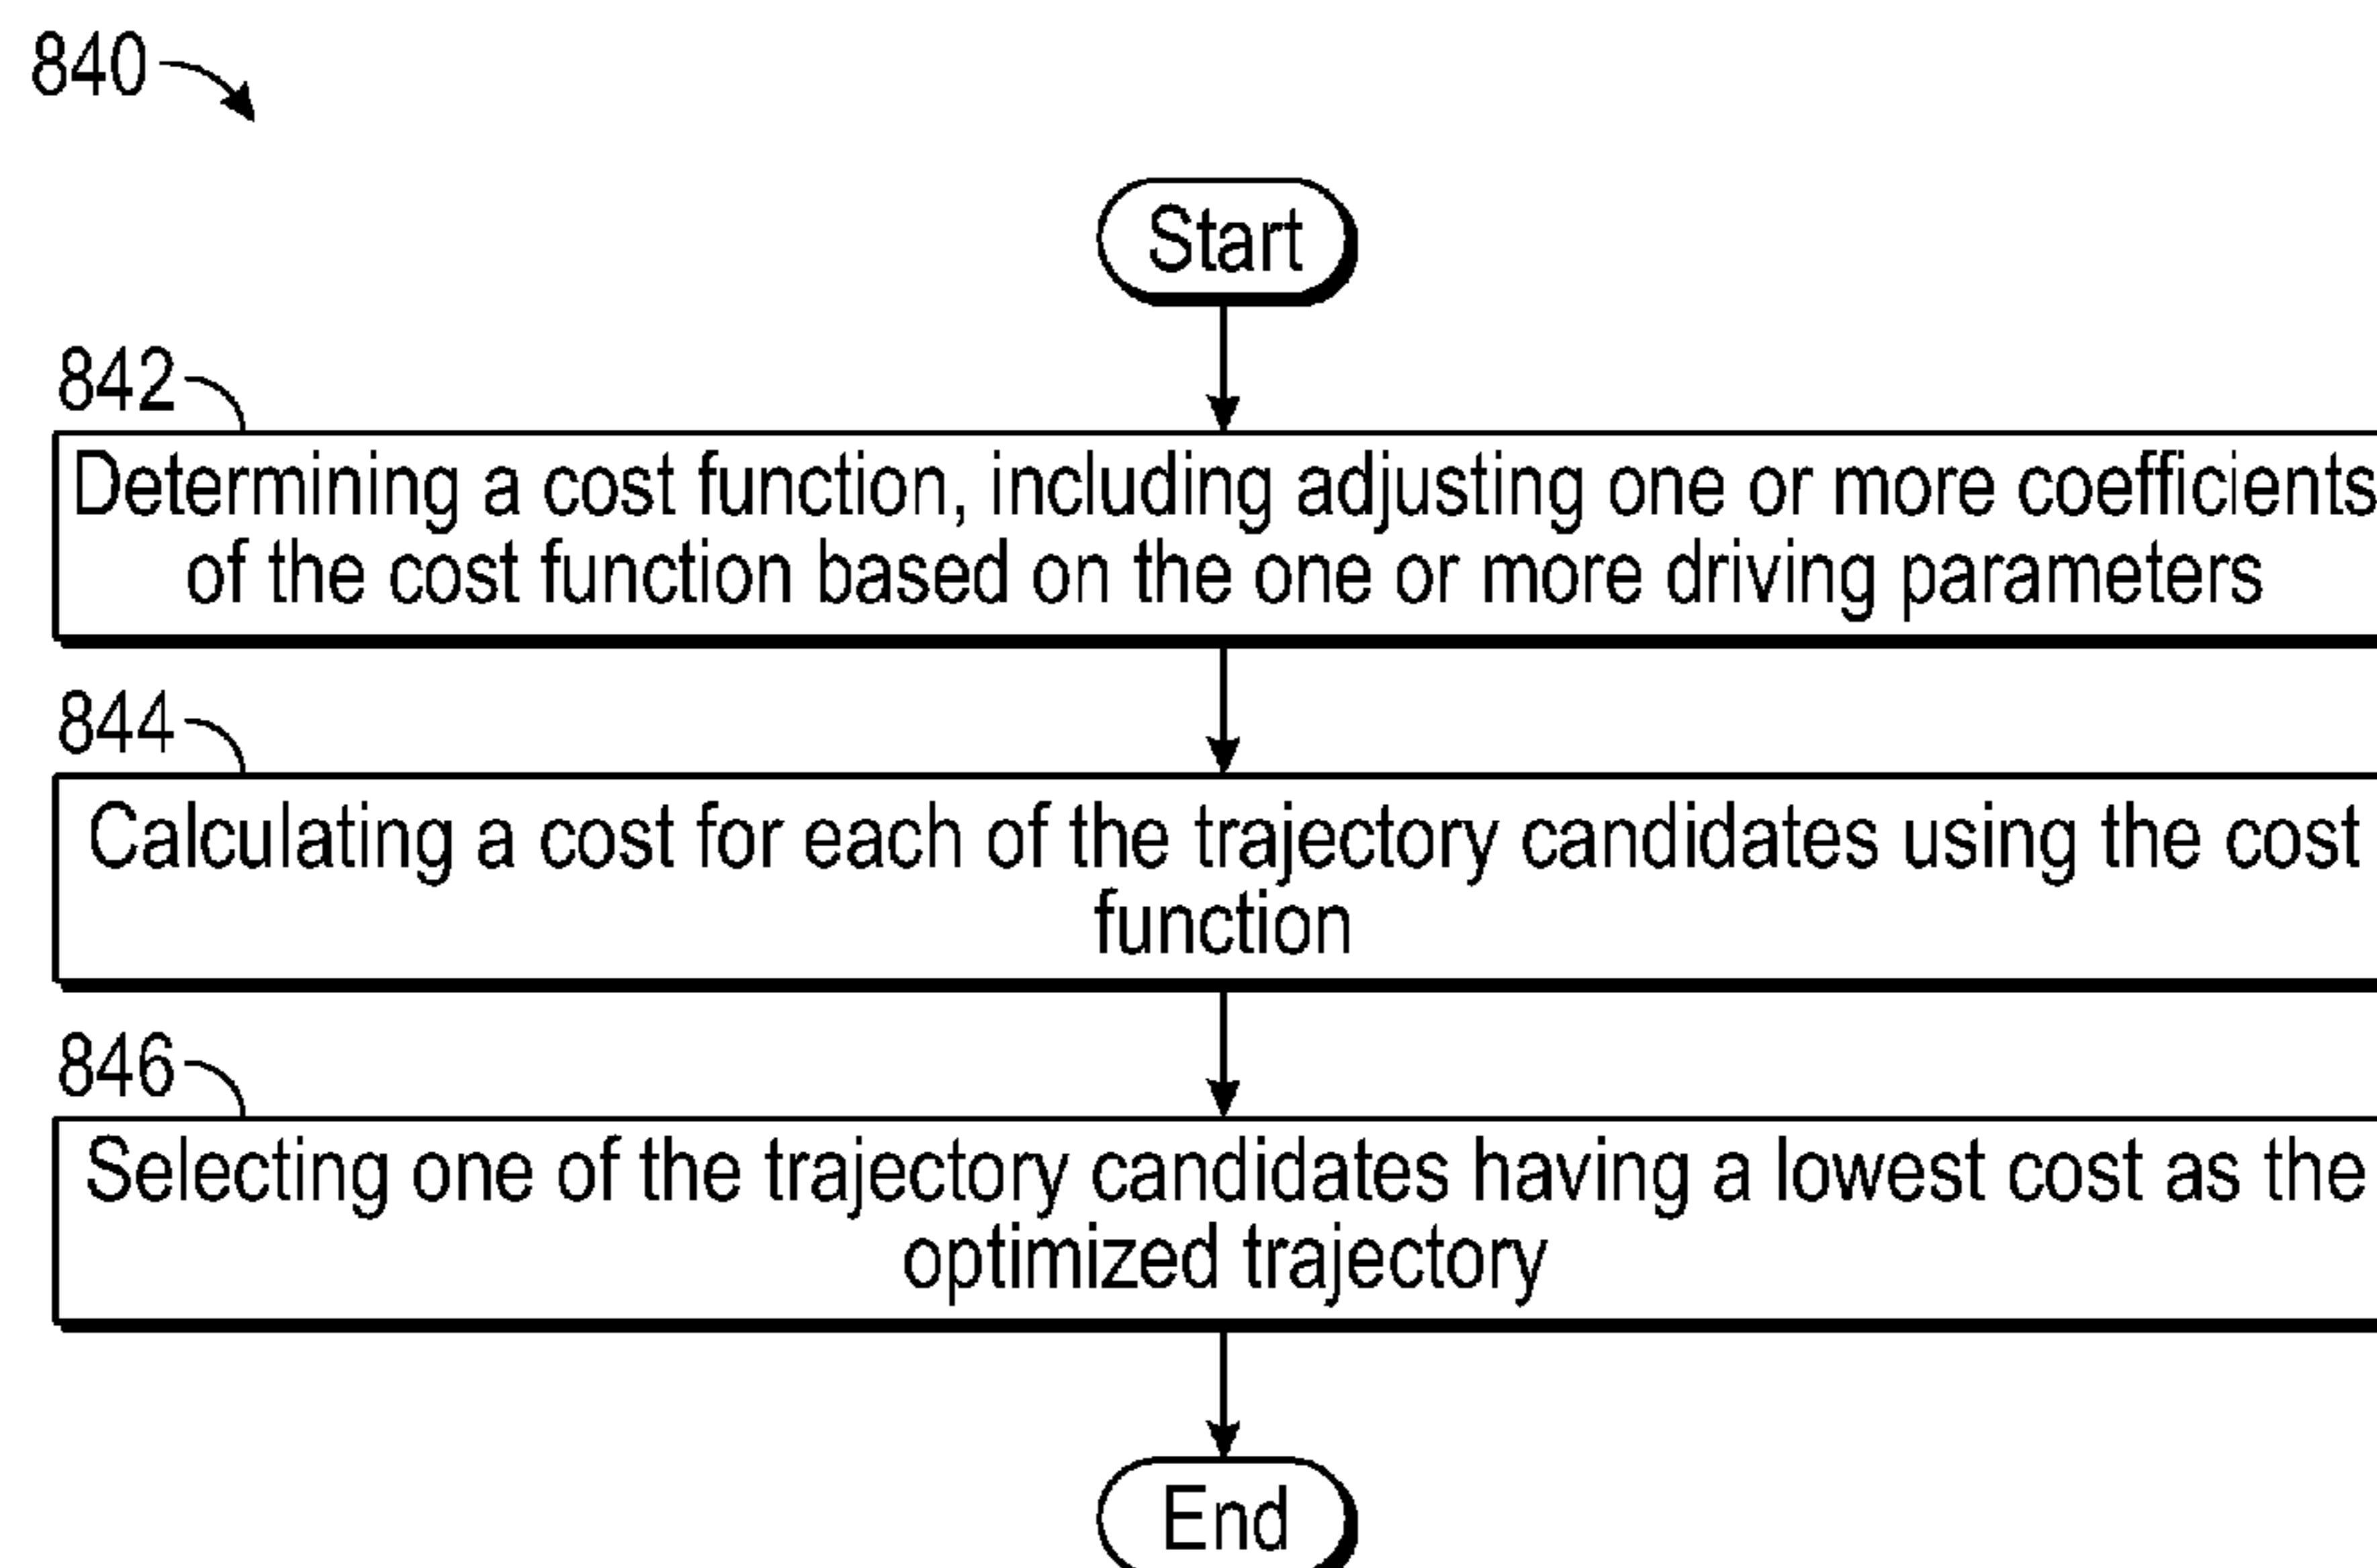 840
Start
842
Determining a cost function, including adjusting one or more coefficients
of the cost function based on the one or more driving parameters
844
Calculating a cost for each of the trajectory candidates using the cost
function
846
Selecting one of the trajectory candidates having a lowest cost as the
optimized trajectory
End